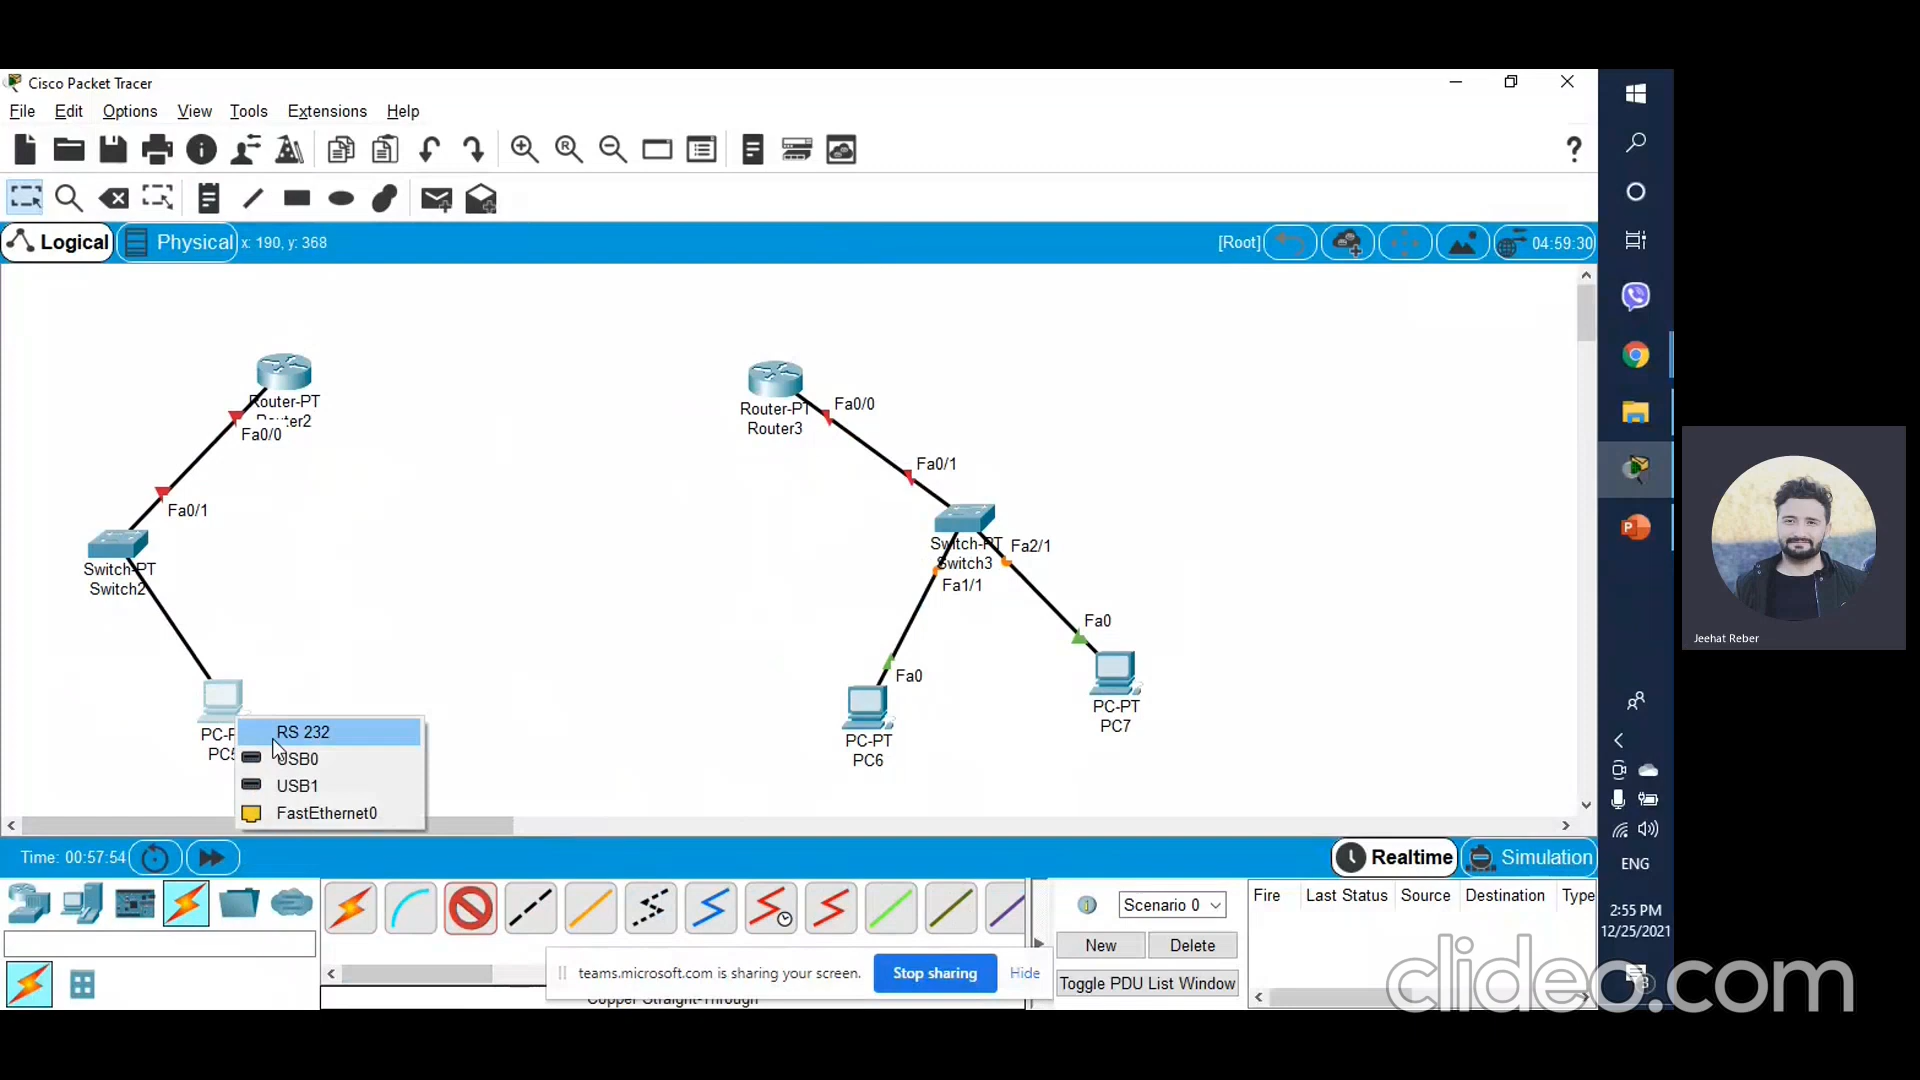 Cisco Packet Tracer
File Edit Options View Tools Extensions Help
Logical Physical x: 190, y: 368 [Root] 04:59:30
Router-PT
Fa0/0
Router-PT
Router3
Fa0/0
Fa0/1
Fa0/1
Switch-PT
Switch2
Switch-PT
Switch3
Fa2/1
Fa1/1
Fa0
Fa0
PC-PT
PC7
PC-PT
PC6
RS 232
USB0
USB1
FastEthernet0
Time: 00:57:54 Realtime Simulation
Scenario 0
New Delete
Toggle PDU List Window
Fire Last Status Source Destination Type
teams.microsoft.com is sharing your screen. Stop sharing Hide
Copper Straight-Through
ENG
2:55 PM
12/25/2021
Jeehat Reber
clideo.com